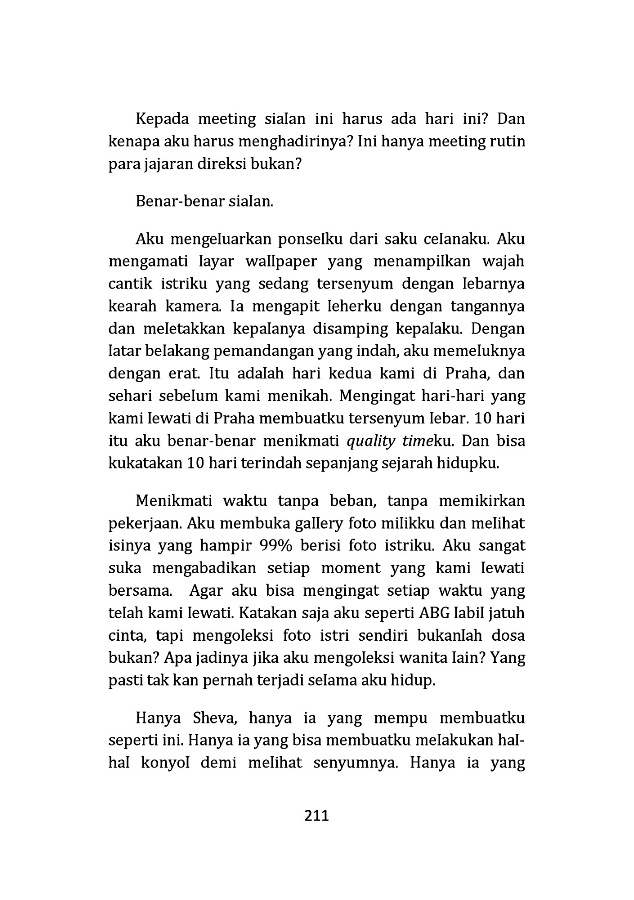 Kepada meeting sialan ini harus ada hari ini? Dan
kenapa aku harus menghadirinya? Ini hanya meeting rutin
para jajaran direksi bukan?
Benar-benar sialan.
Aku mengeluarkan ponselku dari saku celanaku. Aku
mengamati layar wallpaper yang menampilkan wajah
cantik istriku yang sedang tersenyum dengan lebarnya
kearah kamera. Ia mengapit leherku dengan tangannya
dan meletakkan kepalanya disamping kepalaku. Dengan
latar belakang pemandangan yang indah, aku memeluknya
dengan erat. Itu adalah hari kedua kami di Praha, dan
sehari sebelum kami menikah. Mengingat hari-hari yang
kami lewati di Praha membuatku tersenyum lebar. 10 hari
itu aku benar-benar menikmati quality timeku. Dan bisa
kukatakan 10 hari terindah sepanjang sejarah hidupku.
Menikmati waktu tanpa beban, tanpa memikirkan
pekerjaan. Aku membuka gallery foto milikku dan melihat
isinya yang hampir 99% berisi foto istriku. Aku sangat
suka mengabadikan setiap moment yang kami lewati
bersama. Agar aku bisa mengingat setiap waktu yang
telah kami lewati. Katakan saja aku seperti ABG labil jatuh
cinta, tapi mengoleksi foto istri sendiri bukanlah dosa
bukan? Apa jadinya jika aku mengoleksi wanita lain? Yang
pasti tak kan pernah terjadi selama aku hidup.
Hanya Sheva, hanya ia yang mempu membuatku
seperti ini. Hanya ia yang bisa membuatku melakukan hal-
hal konyol demi melihat senyumnya. Hanya ia yang
211